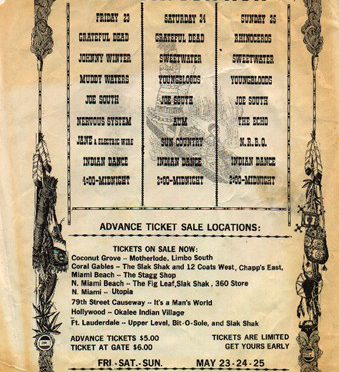 FRIDAY 23
GRATEFUL DEAD
JOHNNY WINTER
MUDDY WATERS
JOE SOUTH
NERVOUS SYSTEM
JANE & ELECTRIC WIRE
INDIAN DANCE
4:00-MIDNIGHT
SATURDAY 24
GRATEFUL DEAD
SWEETWATER
YOUNGBLOODS
JOE SOUTH
AUM
SUN COUNTRY
INDIAN DANCE
2:00-MIDNIGHT
SUNDAY 25
RHINOCEROS
SWEETWATER
YOUNGBLOODS
JOE SOUTH
THE ECHO
N.R.B.Q.
INDIAN DANCE
2:00-MIDNIGHT
ADVANCE TICKET SALE LOCATIONS:
TICKETS ON SALE NOW:
Coconut Grove -- Motherlode, Limbo South
Coral Gables -- The Slak Shak and 12 Coats West, Chapp's East,
Miami Beach -- The Stagg Shop
N. Miami Beach -- The Fig Leaf, Slak Shak, 360 Store
N. Miami -- Utopia
79th Street Causeway -- It's a Man's World
Hollywood -- Okalee Indian Village
Ft. Lauderdale -- Upper Level, Bit-O-Sole, and Slak Shak
ADVANCE TICKETS $5.00
TICKET AT GATE $6.00
TICKETS ARE LIMITED
GET YOURS EARLY
FRI.-SAT.-SUN. MAY 23-24-25